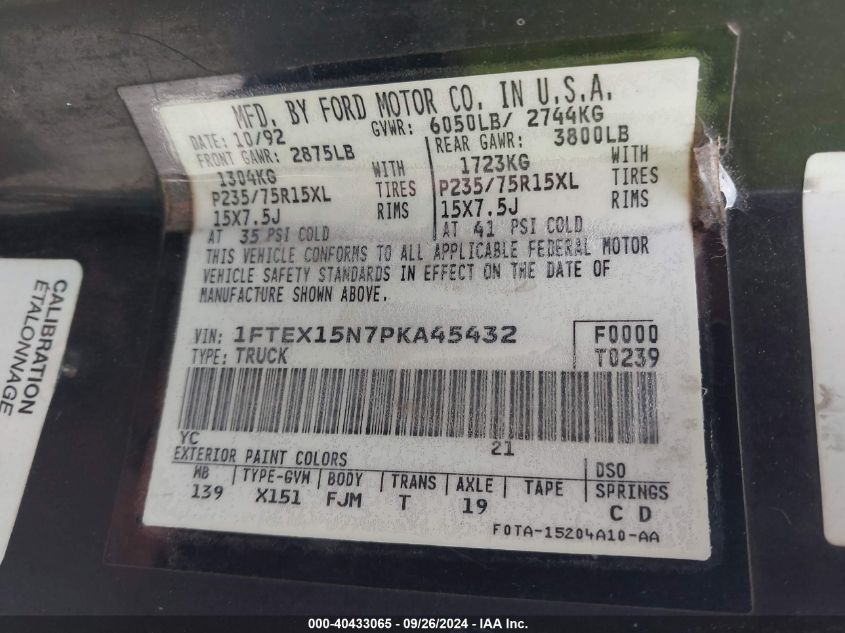 MFD. BY FORD MOTOR CO. IN U.S.A.
DATE: 10/92 GVWR: 6050LB/ 2744KG
FRONT GAWR: 2875LB REAR GAWR: 3800LB
1304KG WITH 1723KG WITH
P235/75R15XL TIRES P235/75R15XL TIRES
15X7.5J RIMS 15X7.5J RIMS
AT 35 PSI COLD AT 41 PSI COLD
THIS VEHICLE CONFORMS TO ALL APPLICABLE FEDERAL MOTOR
VEHICLE SAFETY STANDARDS IN EFFECT ON THE DATE OF
MANUFACTURE SHOWN ABOVE.
VIN: 1FTEX15N7PKA45432 F0000
TYPE: TRUCK T0239
YC 21
EXTERIOR PAINT COLORS DSO
WB TYPE-GVW BODY TRANS AXLE TAPE SPRINGS
139 X151 FJM T 19 C D
F0TA-15204A10-AA
CALIBRATION
ÉTALONNAGE
000-40433065 - 09/26/2024 - IAA Inc.